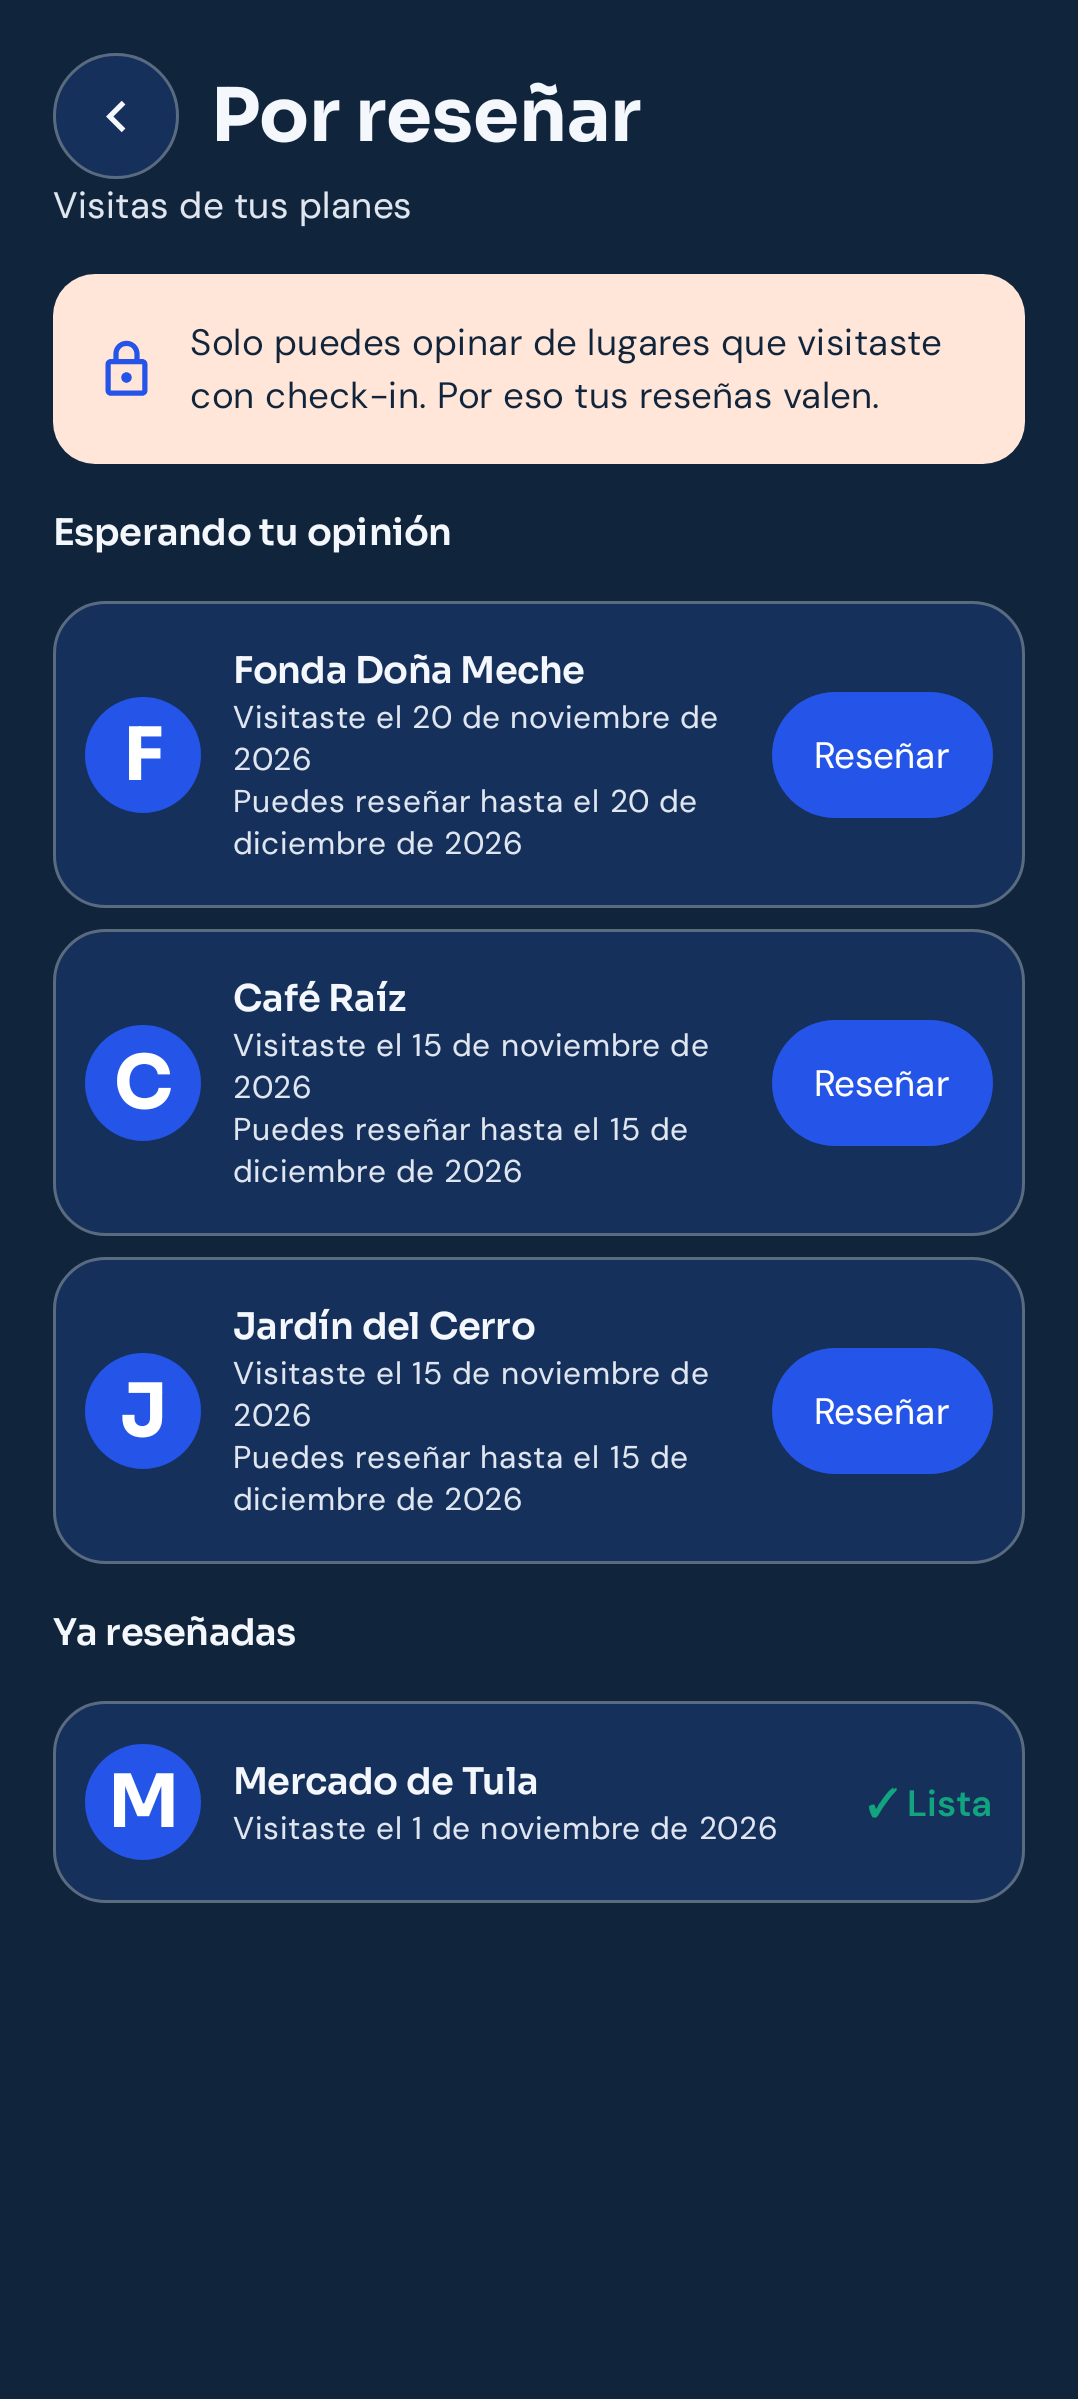 Por reseñar
Visitas de tus planes
Solo puedes opinar de lugares que visitaste
con check-in. Por eso tus reseñas valen.
Esperando tu opinión
F
Fonda Doña Meche
Visitaste el 20 de noviembre de
2026
Puedes reseñar hasta el 20 de
diciembre de 2026
Reseñar
C
Café Raíz
Visitaste el 15 de noviembre de
2026
Puedes reseñar hasta el 15 de
diciembre de 2026
Reseñar
J
Jardín del Cerro
Visitaste el 15 de noviembre de
2026
Puedes reseñar hasta el 15 de
diciembre de 2026
Reseñar
Ya reseñadas
M
Mercado de Tula
Visitaste el 1 de noviembre de 2026
✓ Lista